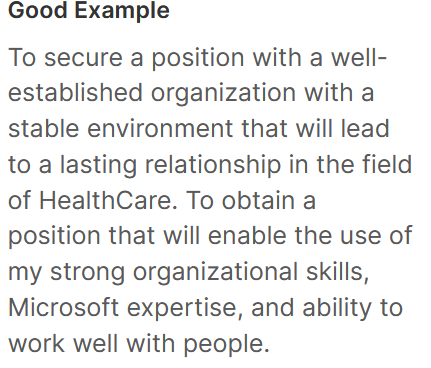 Good Example
To secure a position with a well-
established organization with a
stable environment that will lead
to a lasting relationship in the field
of HealthCare. To obtain a
position that will enable the use of
my strong organizational skills,
Microsoft expertise, and ability to
work well with people.